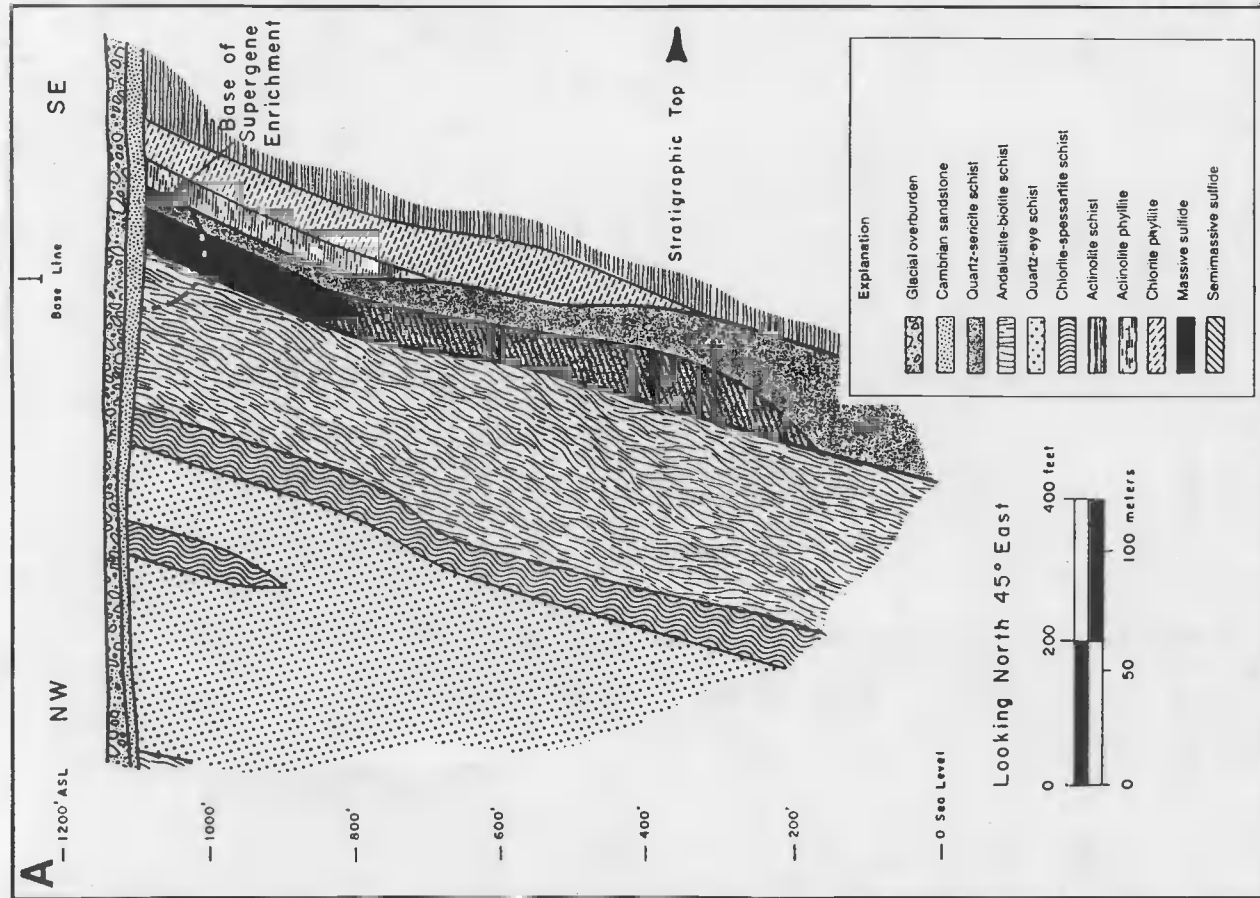 A
NW
SE
Base Line
—1200' ASL
—1000'
—800'
—600'
—400'
—200'
—0 Sea Level
Base of
Supergene
Enrichment
Stratigraphic Top
Looking North 45° East
0 200 400 feet
0 50 100 meters
Explanation
Glacial overburden
Cambrian sandstone
Quartz-sericite schist
Andalusite-biotite schist
Quartz-eye schist
Chlorite-spessartite schist
Actinolite schist
Actinolite phyllite
Chlorite phyllite
Massive sulfide
Semimassive sulfide